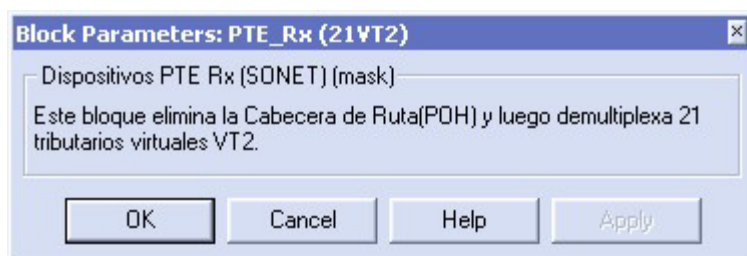 Block Parameters: PTE_Rx (21VT2)
Dispositivos PTE Rx (SONET) (mask)
Este bloque elimina la Cabecera de Ruta(POH) y luego demultiplexa 21
tributarios virtuales VT2.
OK Cancel Help Apply